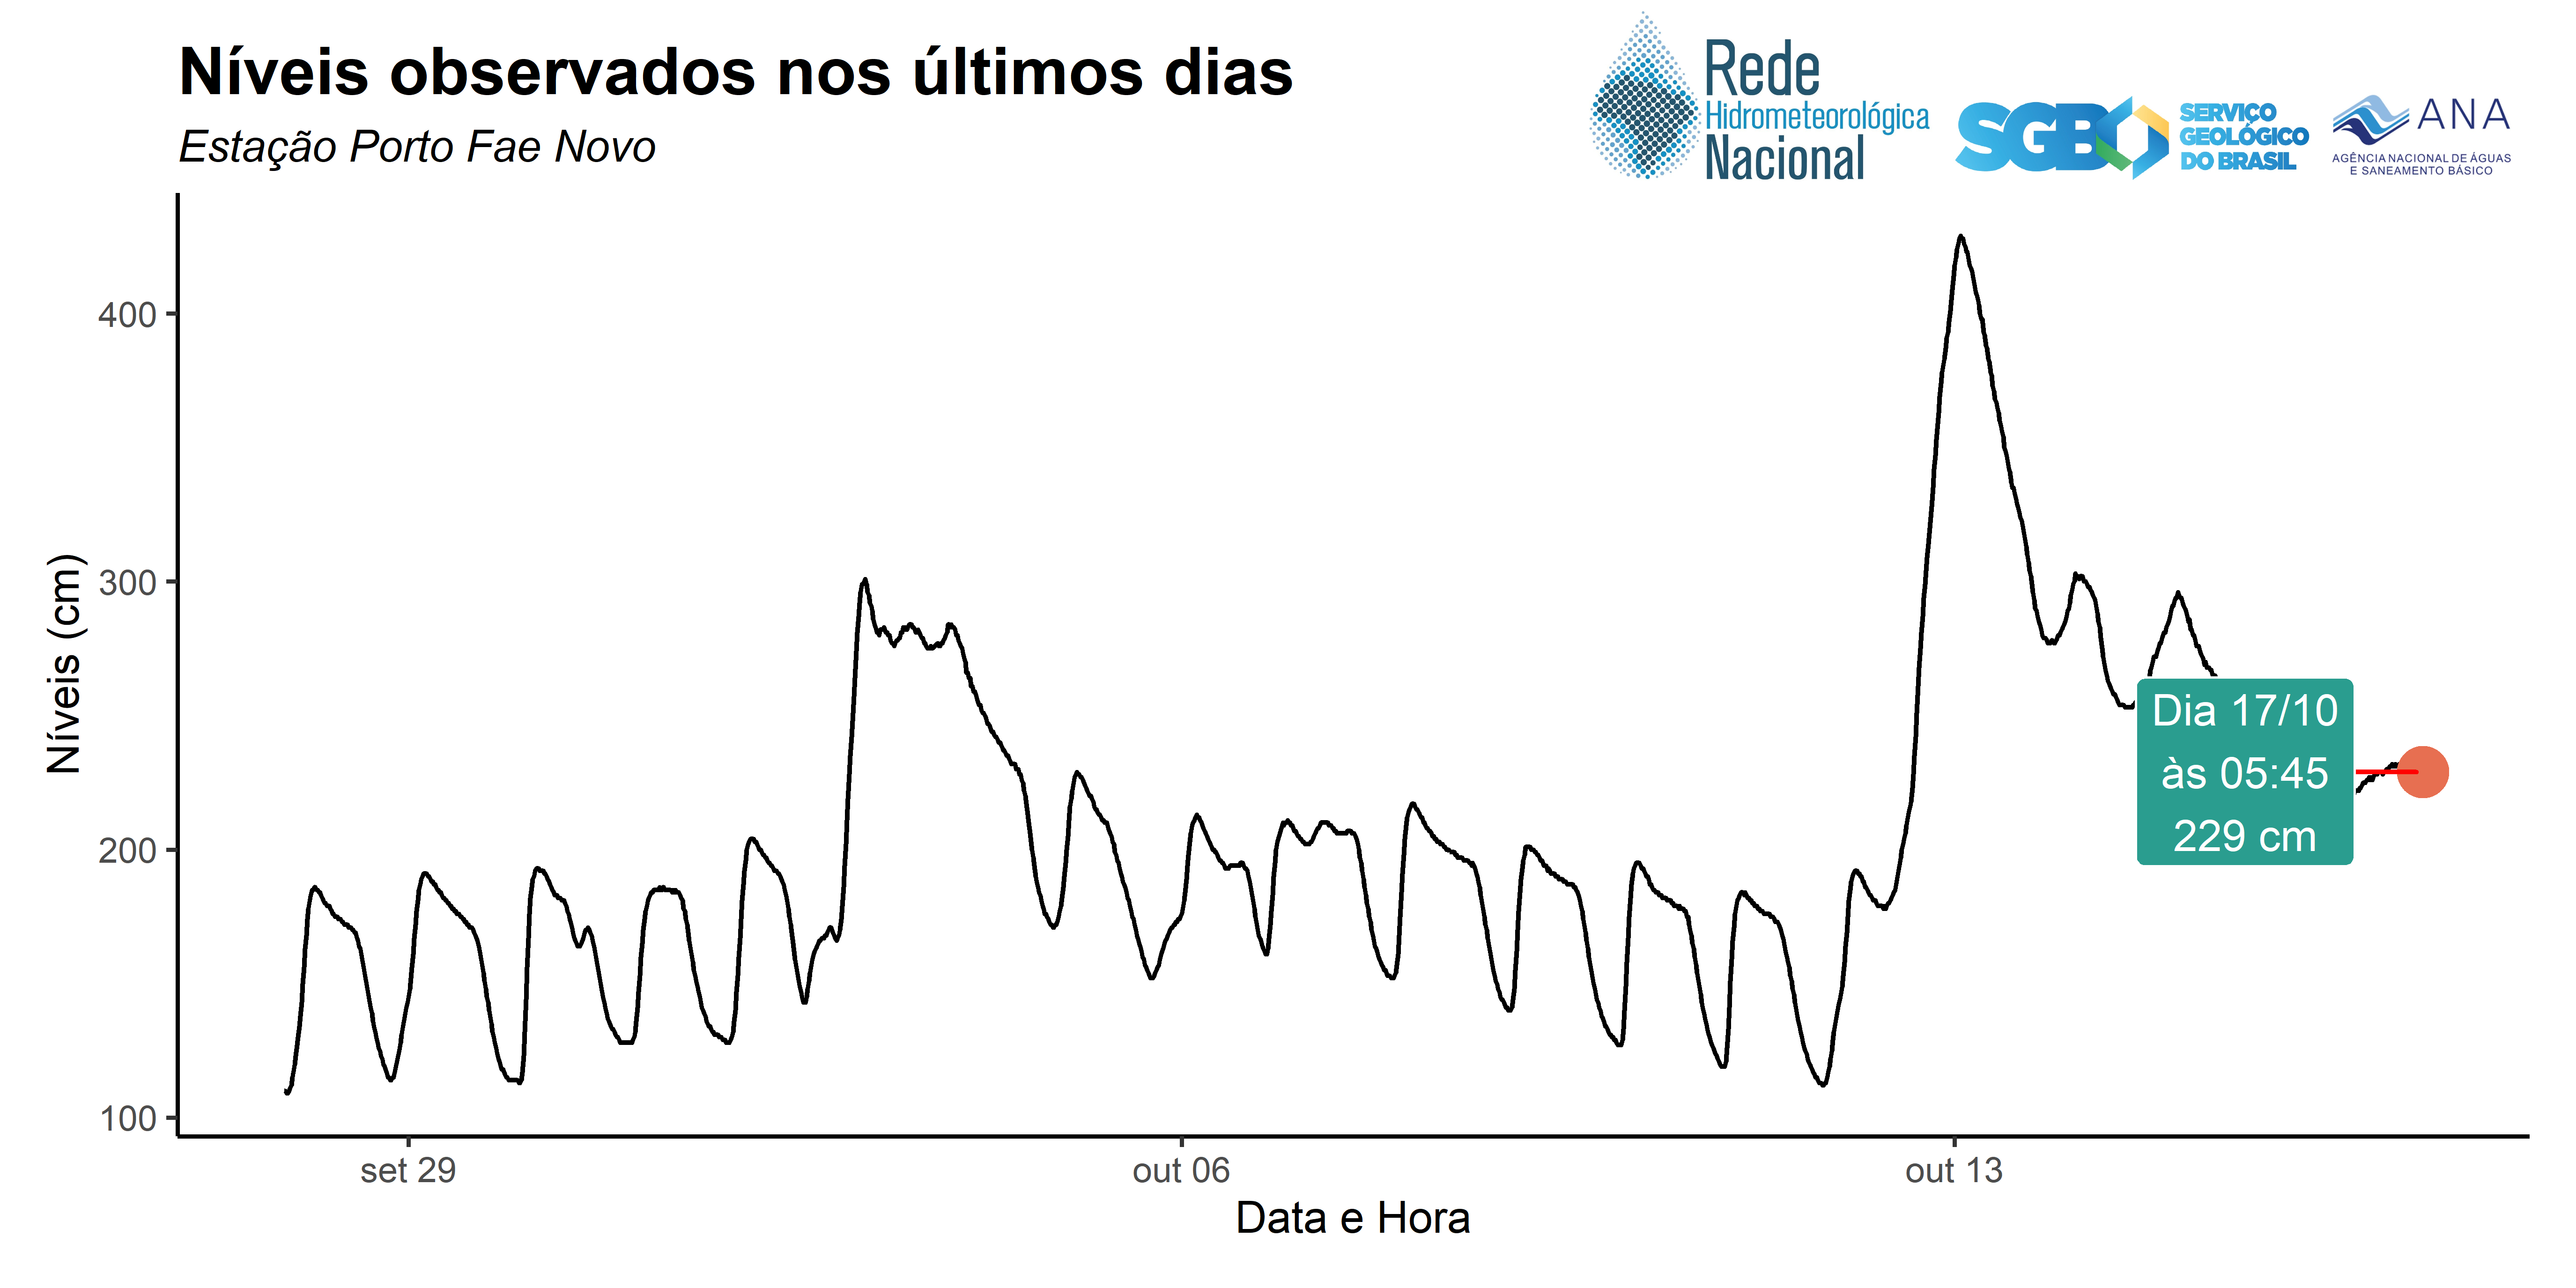 Níveis observados nos últimos dias
Estação Porto Fae Novo
Rede
Hidrometeorológica
Nacional
SGB
SERVIÇO
GEOLÓGICO
DO BRASIL
ANA
AGÊNCIA NACIONAL DE ÁGUAS
E SANEAMENTO BÁSICO
Níveis (cm)
400
300
200
100
Dia 17/10
às 05:45
229 cm
set 29
out 06
out 13
Data e Hora